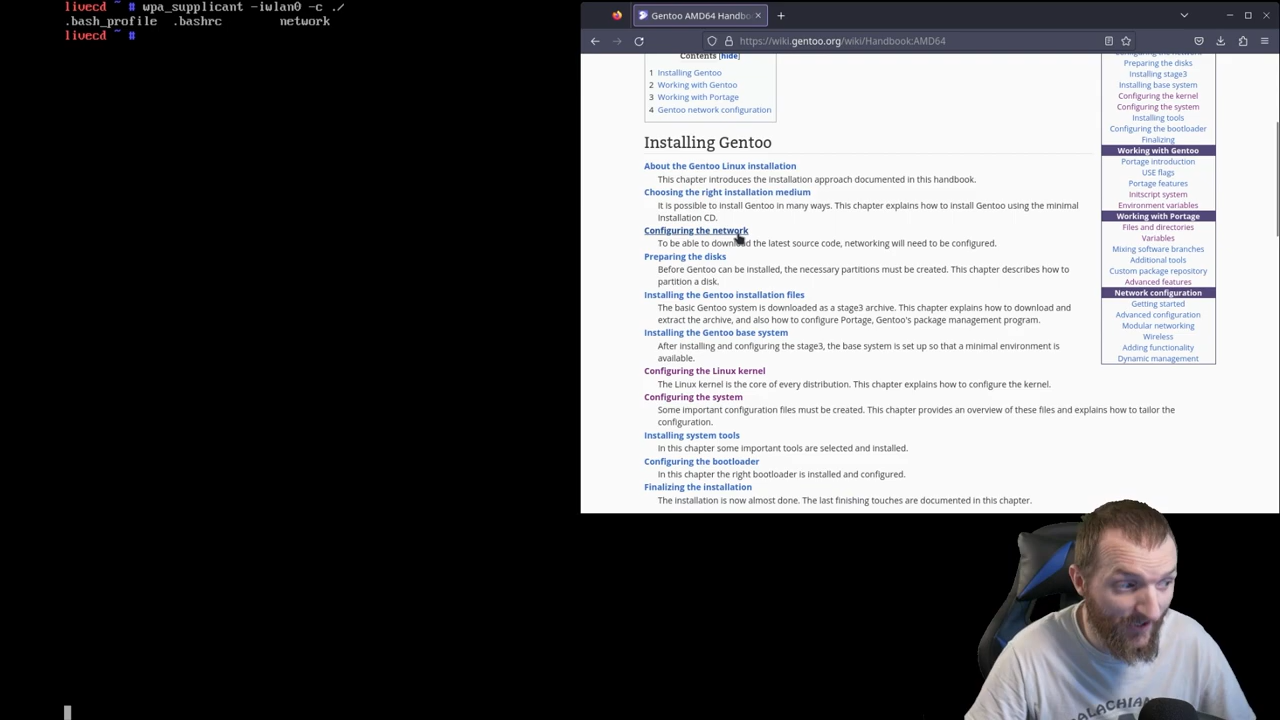 livecd ~ # wpa_supplicant -iwlan0 -c ./
.bash_profile .bashrc network
livecd ~ #
Gentoo AMD64 Handbo
https://wiki.gentoo.org/wiki/Handbook:AMD64
Contents [hide]
1 Installing Gentoo
2 Working with Gentoo
3 Working with Portage
4 Gentoo network configuration
Installing Gentoo
About the Gentoo Linux installation
This chapter introduces the installation approach documented in this handbook.
Choosing the right installation medium
It is possible to install Gentoo in many ways. This chapter explains how to install Gentoo using the minimal
Installation CD.
Configuring the network
To be able to download the latest source code, networking will need to be configured.
Preparing the disks
Before Gentoo can be installed, the necessary partitions must be created. This chapter describes how to
partition a disk.
Installing the Gentoo installation files
The basic Gentoo system is downloaded as a stage3 archive. This chapter explains how to download and
extract the archive, and also how to configure Portage, Gentoo's package management program.
Installing the Gentoo base system
After installing and configuring the stage3, the base system is set up so that a minimal environment is
available.
Configuring the Linux kernel
The Linux kernel is the core of every distribution. This chapter explains how to configure the kernel.
Configuring the system
Some important configuration files must be created. This chapter provides an overview of these files and explains how to tailor the
configuration.
Installing system tools
In this chapter some important tools are selected and installed.
Configuring the bootloader
In this chapter the right bootloader is installed and configured.
Finalizing the installation
The installation is now almost done. The last finishing touches are documented in this chapter.
Preparing the disks
Installing stage3
Installing base system
Configuring the kernel
Configuring the system
Installing tools
Configuring the bootloader
Finalizing
Working with Gentoo
Portage introduction
USE flags
Portage features
Initscript system
Environment variables
Working with Portage
Files and directories
Variables
Mixing software branches
Additional tools
Custom package repository
Advanced features
Network configuration
Getting started
Advanced configuration
Modular networking
Wireless
Adding functionality
Dynamic management